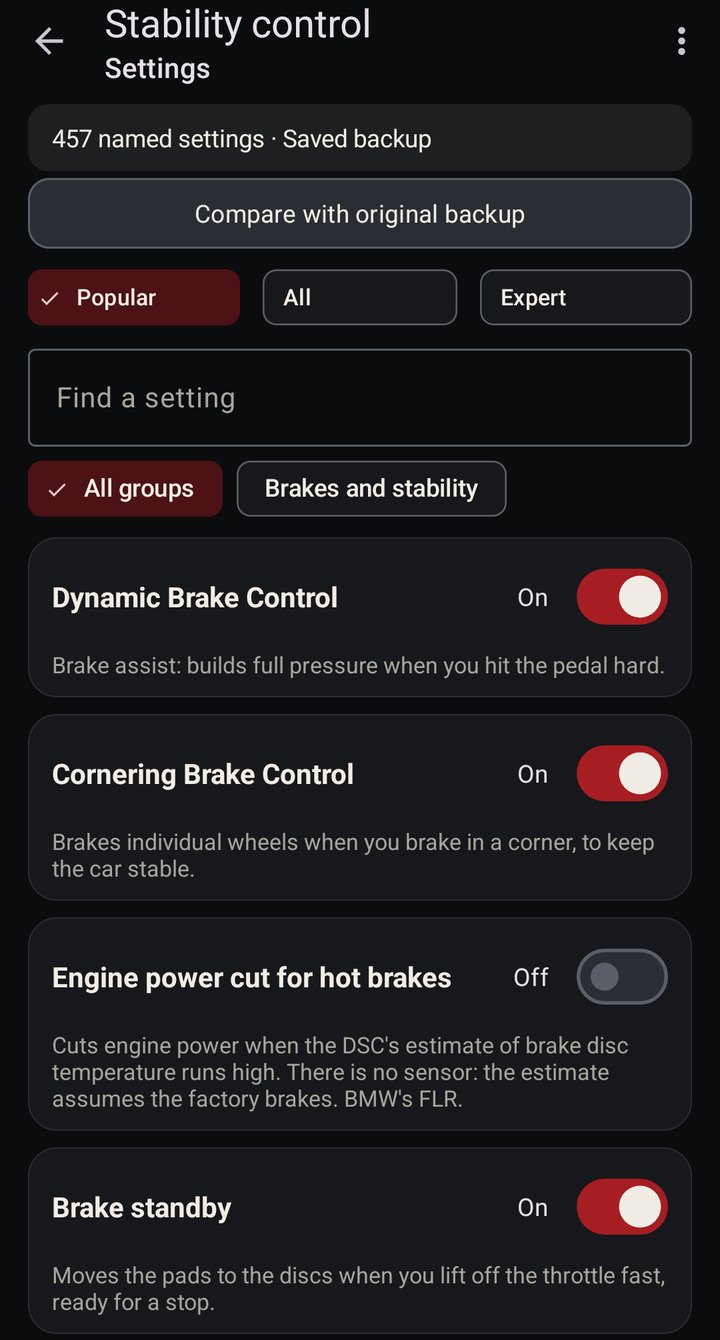 Stability control
Settings
457 named settings · Saved backup
Compare with original backup
Popular
All
Expert
Find a setting
All groups
Brakes and stability
Dynamic Brake Control
On
Brake assist: builds full pressure when you hit the pedal hard.
Cornering Brake Control
On
Brakes individual wheels when you brake in a corner, to keep
the car stable.
Engine power cut for hot brakes
Off
Cuts engine power when the DSC's estimate of brake disc
temperature runs high. There is no sensor: the estimate
assumes the factory brakes. BMW's FLR.
Brake standby
On
Moves the pads to the discs when you lift off the throttle fast,
ready for a stop.